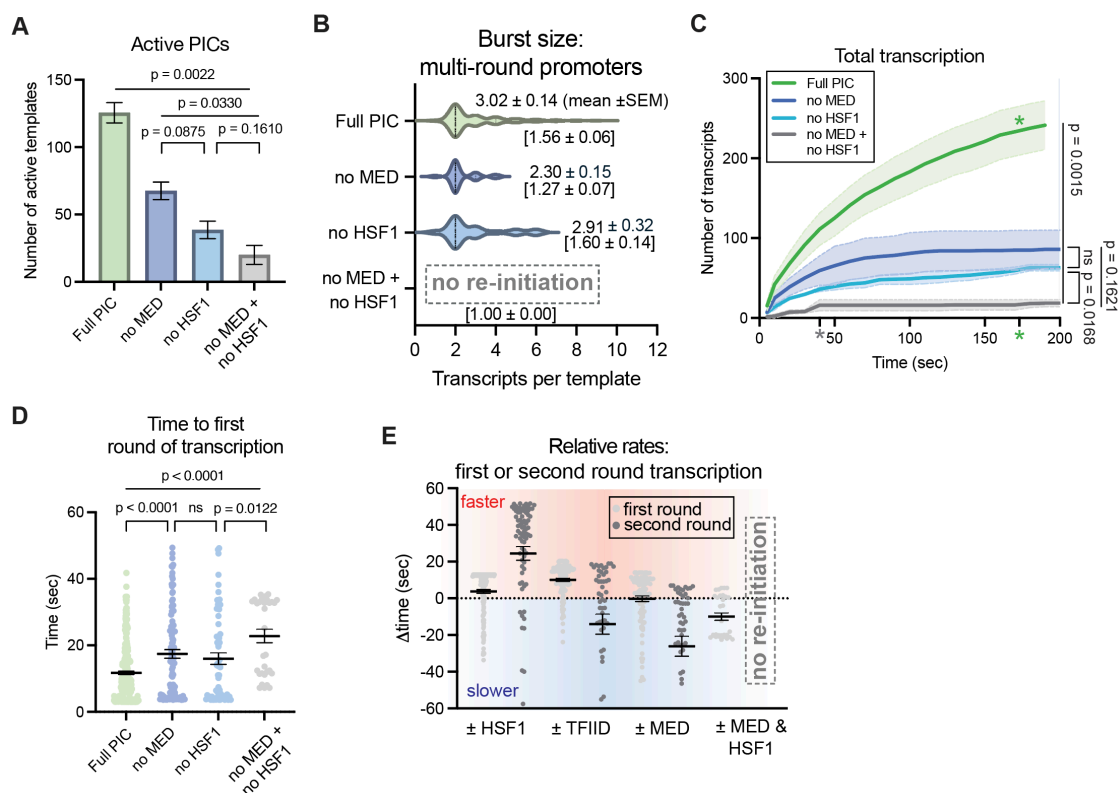 A
Active PICs
p = 0.0022
p = 0.0330
p = 0.0875
p = 0.1610
Number of active templates
150
100
50
0
Full PIC
no MED
no HSF1
no MED +
no HSF1
B
Burst size:
multi-round promoters
Full PIC
3.02 ± 0.14 (mean ±SEM)
[1.56 ± 0.06]
no MED
2.30 ± 0.15
[1.27 ± 0.07]
no HSF1
2.91 ± 0.32
[1.60 ± 0.14]
no MED +
no HSF1
no re-initiation
[1.00 ± 0.00]
0 2 4 6 8 10 12
Transcripts per template
C
Total transcription
Full PIC
no MED
no HSF1
no MED +
no HSF1
Number of transcripts
300
200
100
0
*
p = 0.0015
ns
p = 0.0168
p = 0.1621
0 * 50 100 150 * 200
Time (sec)
D
Time to first
round of transcription
p < 0.0001
p < 0.0001 ns p = 0.0122
Time (sec)
60
40
20
0
Full PIC
no MED
no HSF1
no MED +
no HSF1
E
Relative rates:
first or second round transcription
faster
first round
second round
Δtime (sec)
60
40
20
0
-20
-40
-60
slower
no re-initiation
± HSF1
± TFIID
± MED
± MED &
HSF1